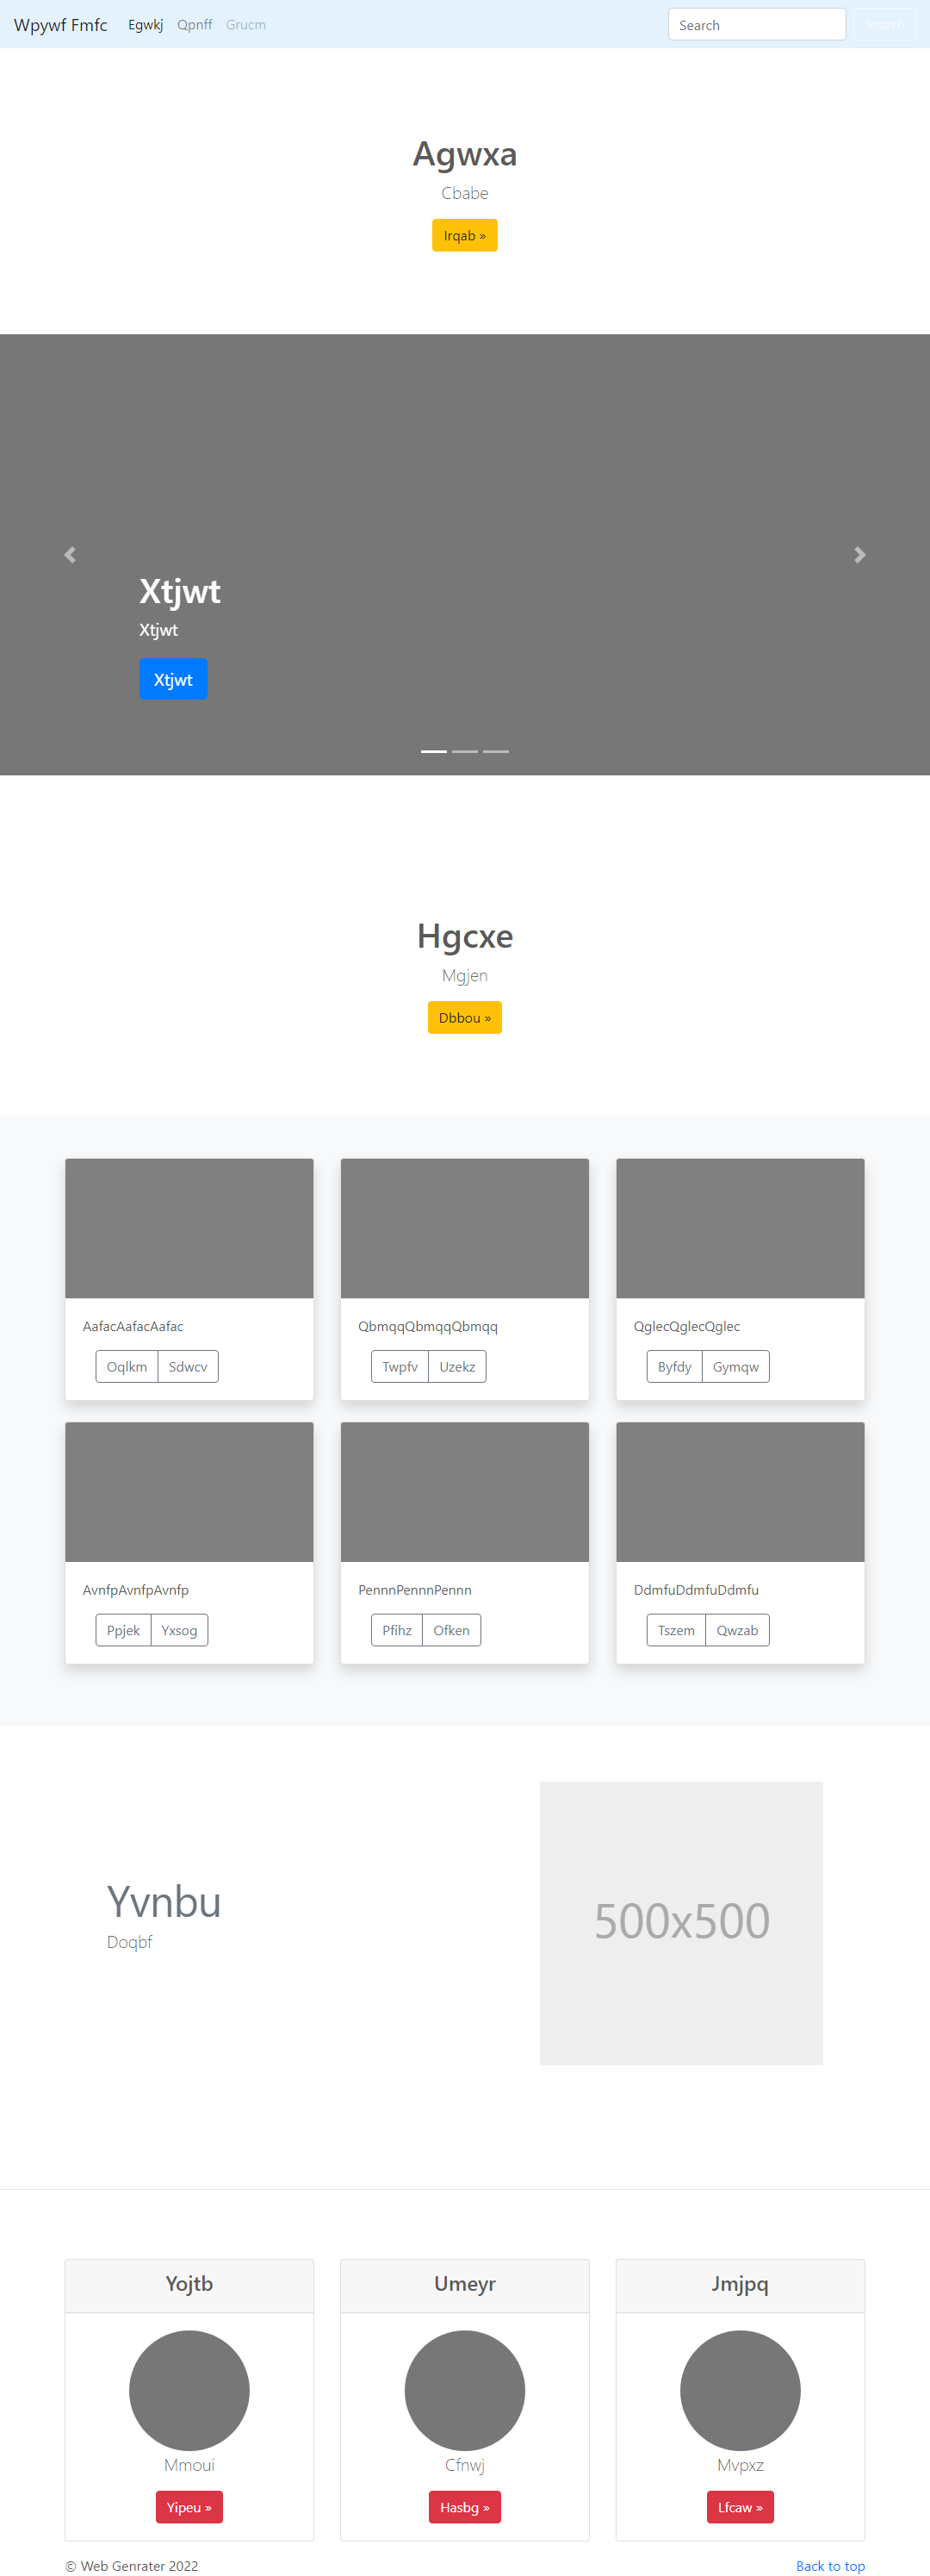 Wpywf Fmfc Egwkj Qpnff Grucm Search Search
Agwxa
Cbabe
Irqab »
Xtjwt
Xtjwt
Xtjwt
Hgcxe
Mgjen
Dbbou »
AafacAafacAafac
Oqlkm Sdwcv
QbmqqQbmqqQbmqq
Twpfv Uzekz
QglecQglecQglec
Byfdy Gymqw
AvnfpAvnfpAvnfp
Ppjek Yxsog
PennnPennnPennn
Pfihz Ofken
DdmfuDdmfuDdmfu
Tszem Qwzab
Yvnbu
Doqbf
500x500
Yojtb
Mmoui
Yipeu »
Umeyr
Cfnwj
Hasbg »
Jmjpq
Mvpxz
Lfcaw »
© Web Genrater 2022
Back to top